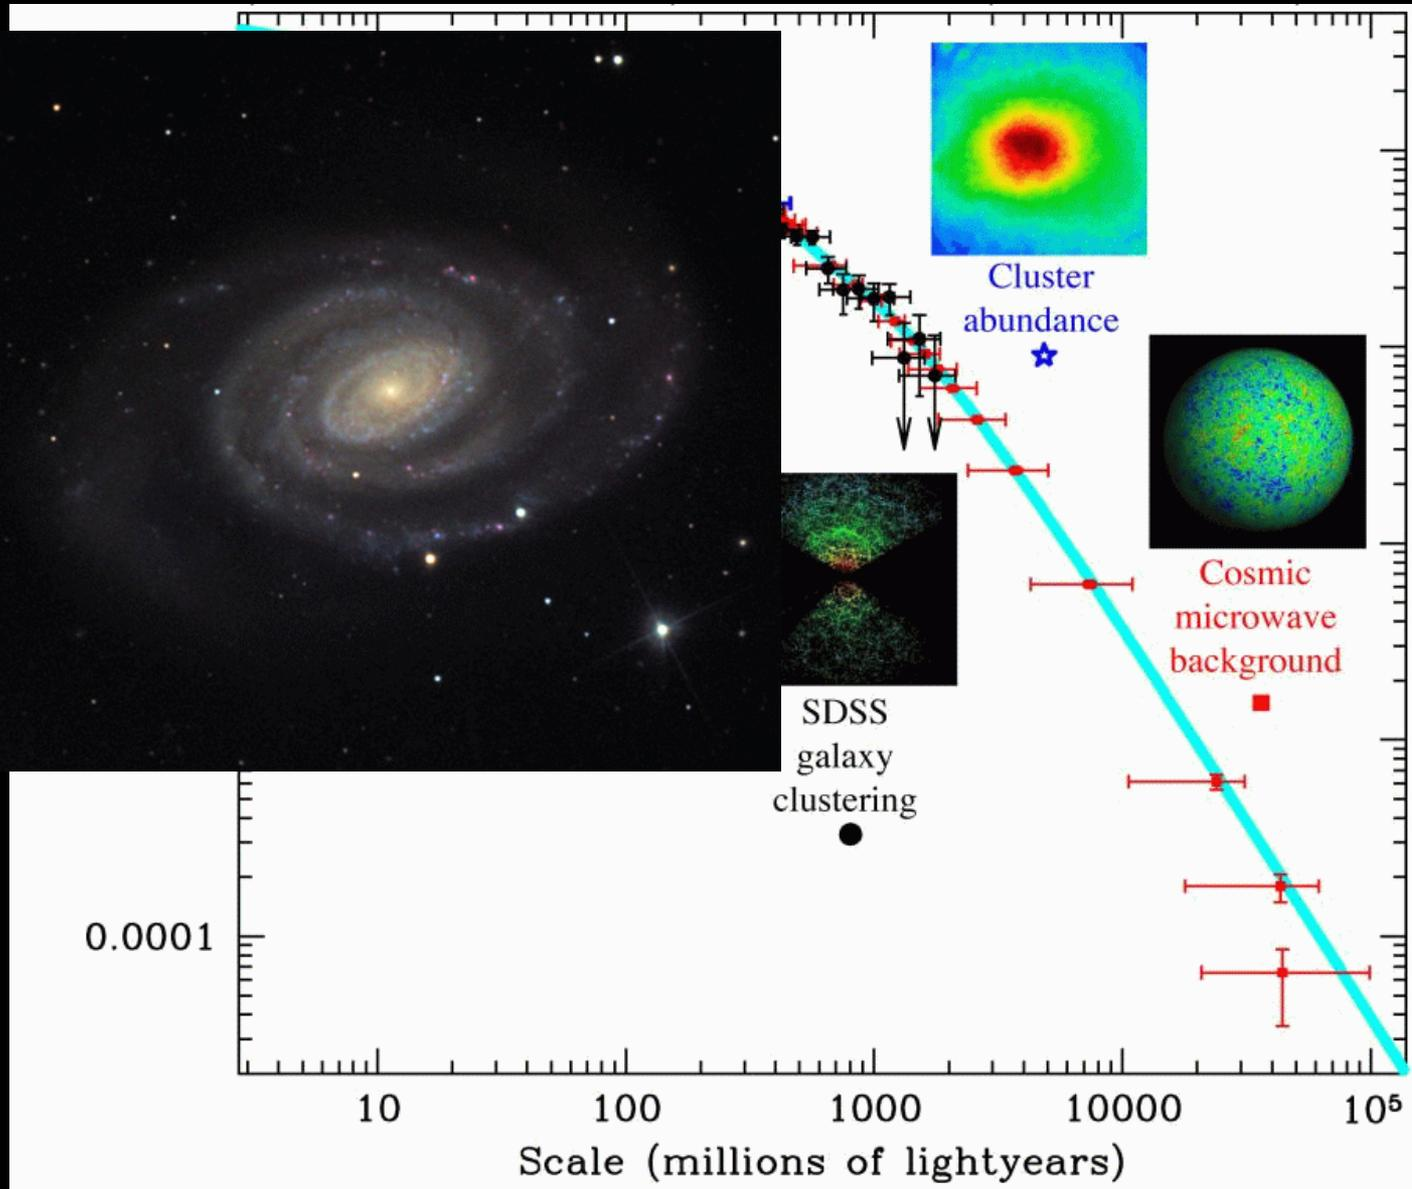 Cluster
abundance
Cosmic
microwave
background
SDSS
galaxy
clustering
0.0001
10 100 1000 10000 10⁵
Scale (millions of lightyears)